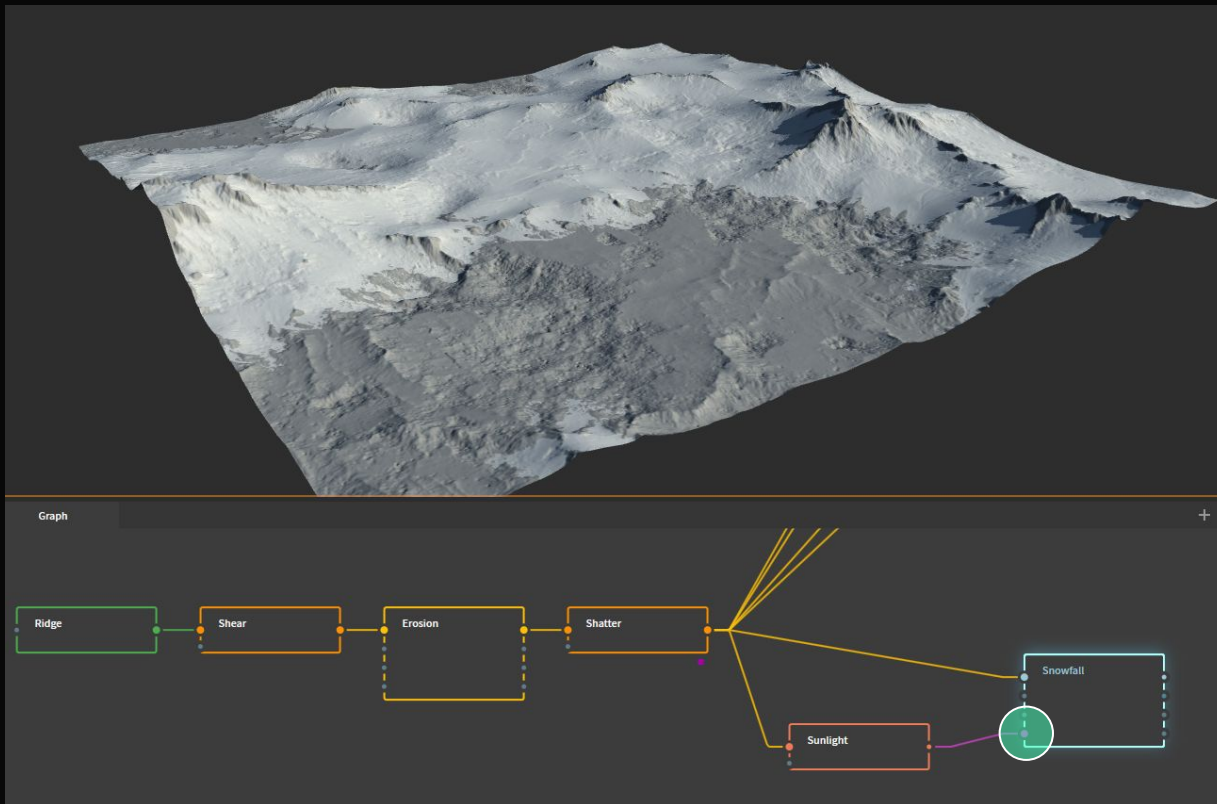 Graph
Ridge
Shear
Erosion
Shatter
Snowfall
Sunlight